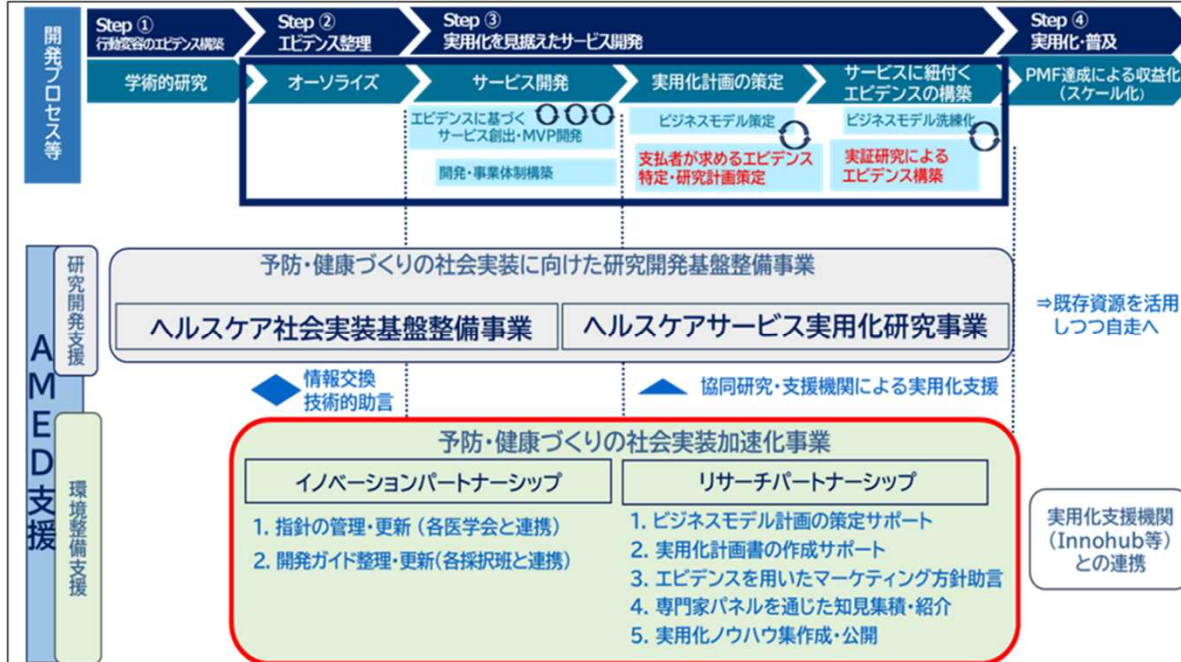 開発プロセス等
Step ①
行動変容のエビデンス構築
Step ②
エビデンス整理
Step ③
実用化を見据えたサービス開発
Step ④
実用化・普及
学術的研究
オーソライズ
サービス開発
実用化計画の策定
サービスに紐付く
エビデンスの構築
PMF達成による収益化
(スケール化)
エビデンスに基づく
サービス創出・MVP開発
開発・事業体制構築
ビジネスモデル策定
支払者が求めるエビデンス
特定・研究計画策定
ビジネスモデル洗練化
実証研究による
エビデンス構築
AMED支援
研究開発支援
予防・健康づくりの社会実装に向けた研究開発基盤整備事業
ヘルスケア社会実装基盤整備事業
ヘルスケアサービス実用化研究事業
⇒既存資源を活用
しつつ自走へ
情報交換
技術的助言
協同研究・支援機関による実用化支援
環境整備支援
予防・健康づくりの社会実装加速化事業
イノベーションパートナーシップ
1. 指針の管理・更新 (各医学会と連携)
2. 開発ガイド整理・更新(各採択班と連携)
リサーチパートナーシップ
1. ビジネスモデル計画の策定サポート
2. 実用化計画書の作成サポート
3. エビデンスを用いたマーケティング方針助言
4. 専門家パネルを通じた知見集積・紹介
5. 実用化ノウハウ集作成・公開
実用化支援機関
(Innohub等)
との連携